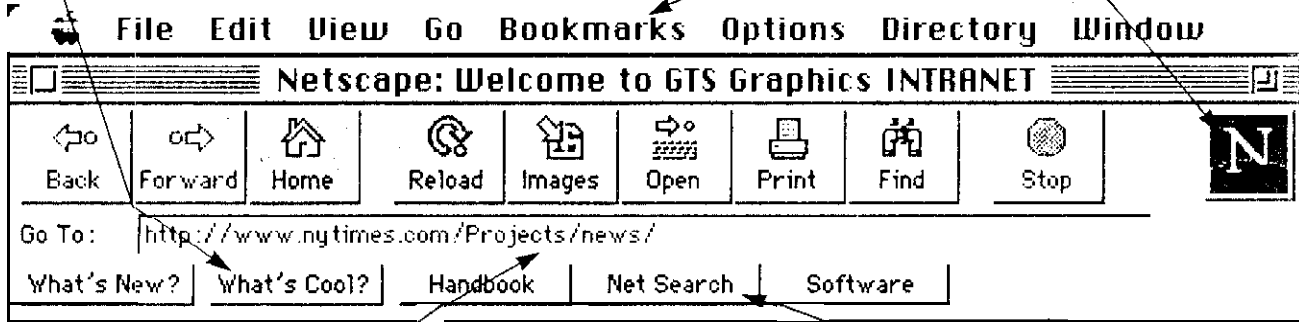 File Edit View Go Bookmarks Options Directory Window
Netscape: Welcome to GTS Graphics INTRANET
Back Forward Home Reload Images Open Print Find Stop N
Go To: http://www.nytimes.com/Projects/news/
What's New? What's Cool? Handbook Net Search Software